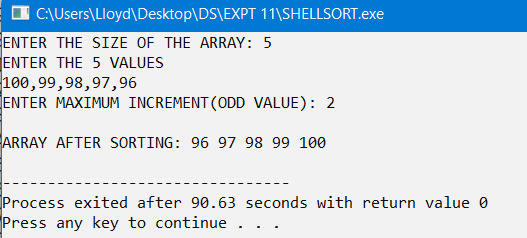 C:\Users\Lloyd\Desktop\DS\EXPT 11\SHELLSORT.exe
ENTER THE SIZE OF THE ARRAY: 5
ENTER THE 5 VALUES
100,99,98,97,96
ENTER MAXIMUM INCREMENT(ODD VALUE): 2
ARRAY AFTER SORTING: 96 97 98 99 100
--------------------------------
Process exited after 90.63 seconds with return value 0
Press any key to continue . . .